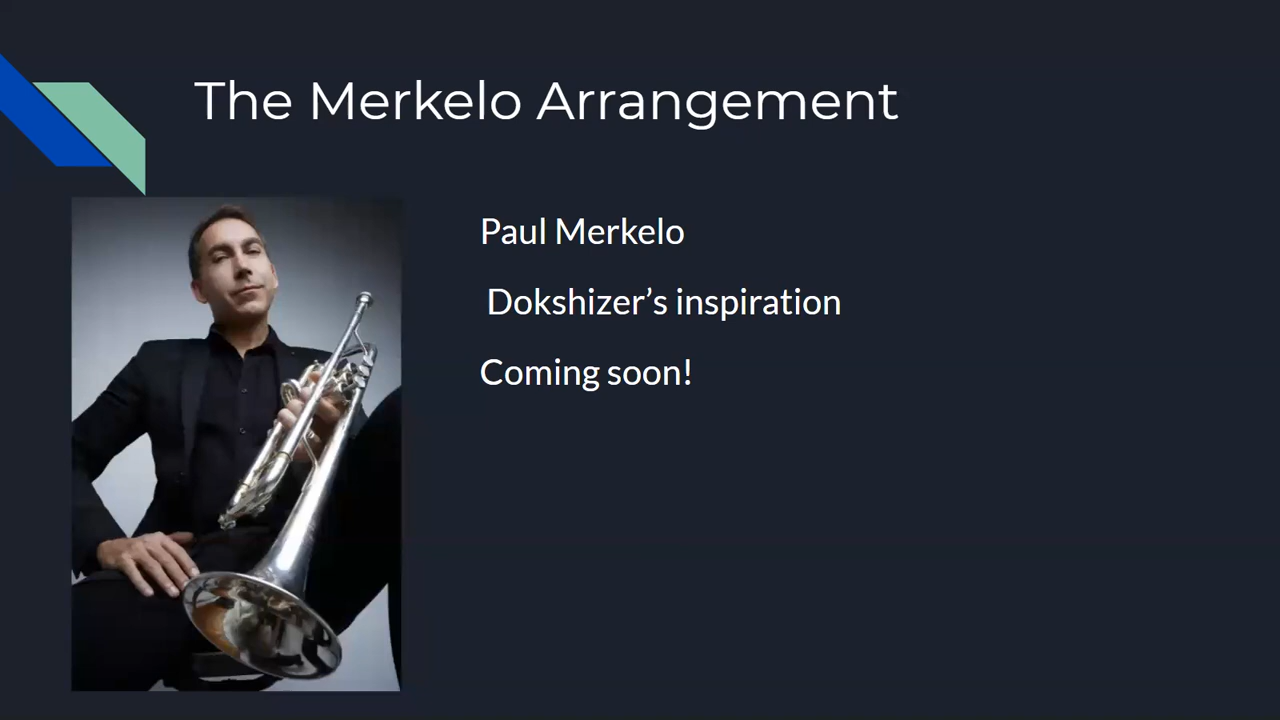 The Merkelo Arrangement
Paul Merkelo
Dokshizer’s inspiration
Coming soon!